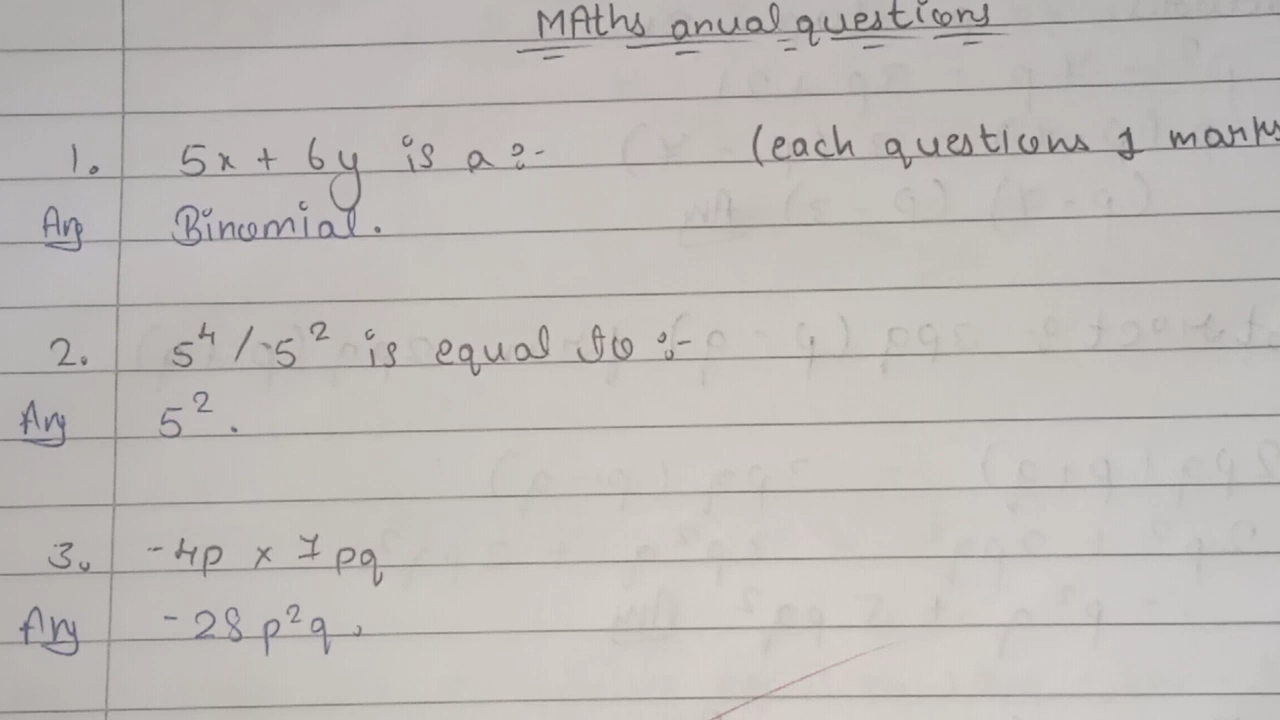 MAths anual questions
1. 5x + 6y is a :- (each questions 1 marks
Ans Binomial.
2. 5⁴ / 5² is equal to :-
Ans 5².
3. -4p × 7pq
Ans -28p²q.